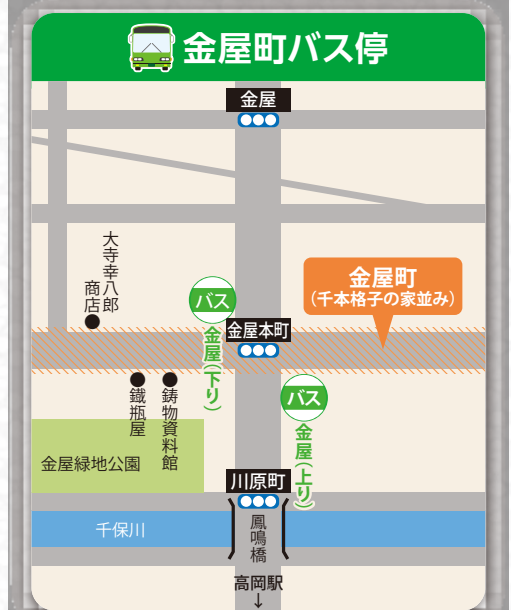 金屋町バス停
金屋
大寺幸八郎
商店
バス
金屋(下り)
金屋本町
金屋町
(千本格子の家並み)
鐵瓶屋
鋳物資料館
バス
金屋(上り)
金屋緑地公園
川原町
千保川
鳳鳴橋
高岡駅
↓